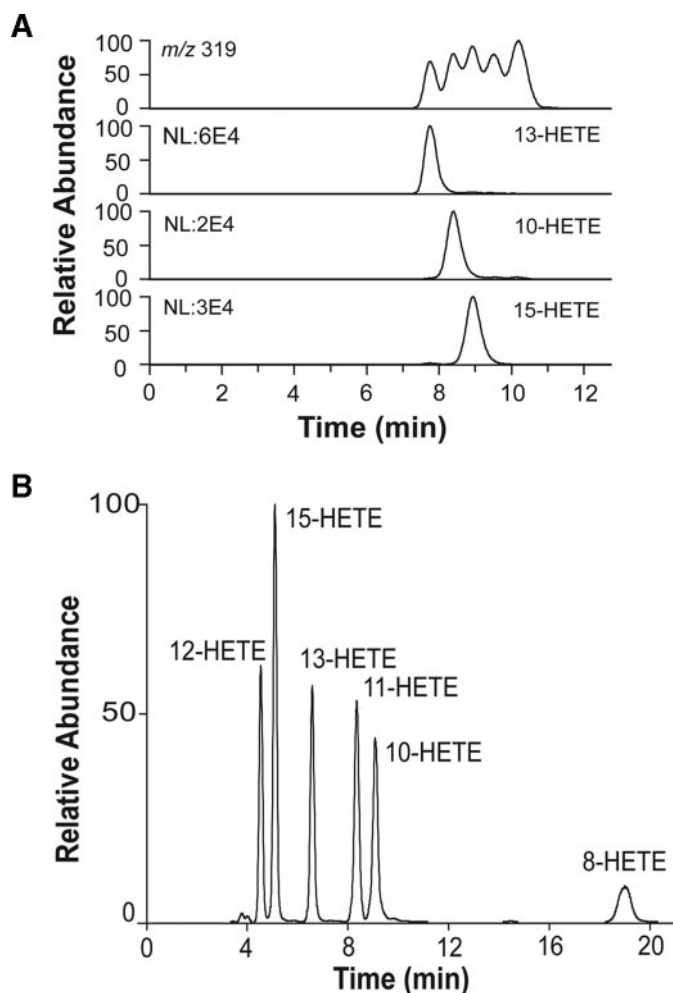 A
Relative Abundance
100
50
0
m/z 319
100
50
0
NL:6E4
13-HETE
100
50
0
NL:2E4
10-HETE
100
50
0
NL:3E4
15-HETE
0 2 4 6 8 10 12
Time (min)
B
Relative Abundance
100
50
0
15-HETE
12-HETE
13-HETE
11-HETE
10-HETE
8-HETE
0 4 8 12 16 20
Time (min)